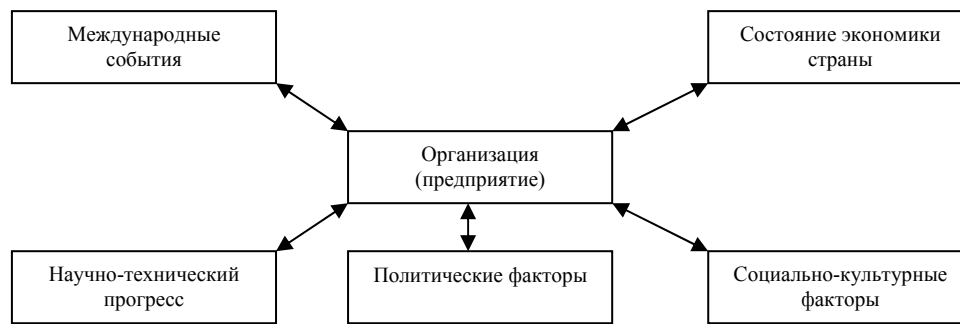 Международные
события
Состояние экономики
страны
Организация
(предприятие)
Научно-технический
прогресс
Политические факторы
Социально-культурные
факторы